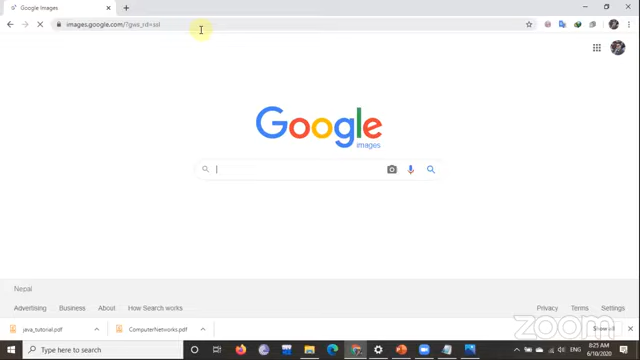 Google Images
images.google.com/?gws_rd=ssl
Google
images
Nepal
Advertising Business About How Search works Privacy Terms Settings
java_tutorial.pdf ComputerNetworks.pdf Show all
zoom
Type here to search ENG 8:25 AM
6/10/2020